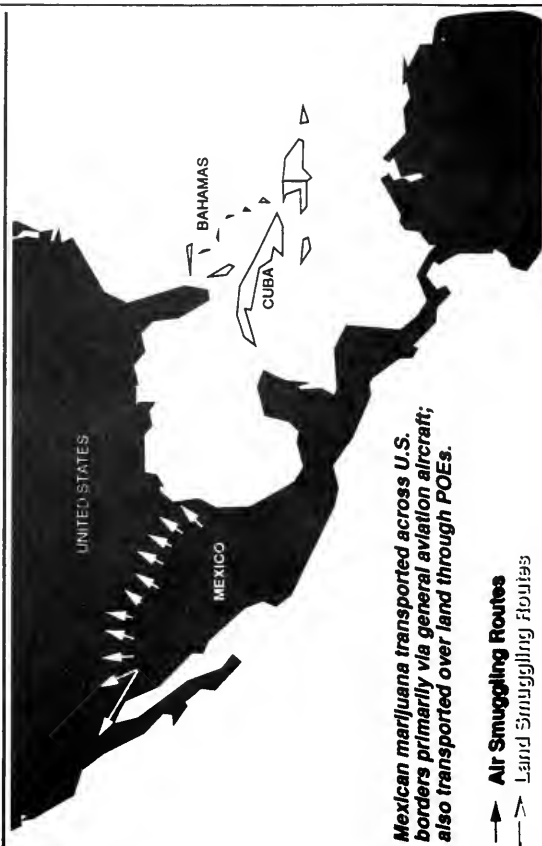 UNITED STATES
MEXICO
BAHAMAS
CUBA
Mexican marijuana transported across U.S.
borders primarily via general aviation aircraft;
also transported over land through POEs.
Air Smuggling Routes
Land Smuggling Routes